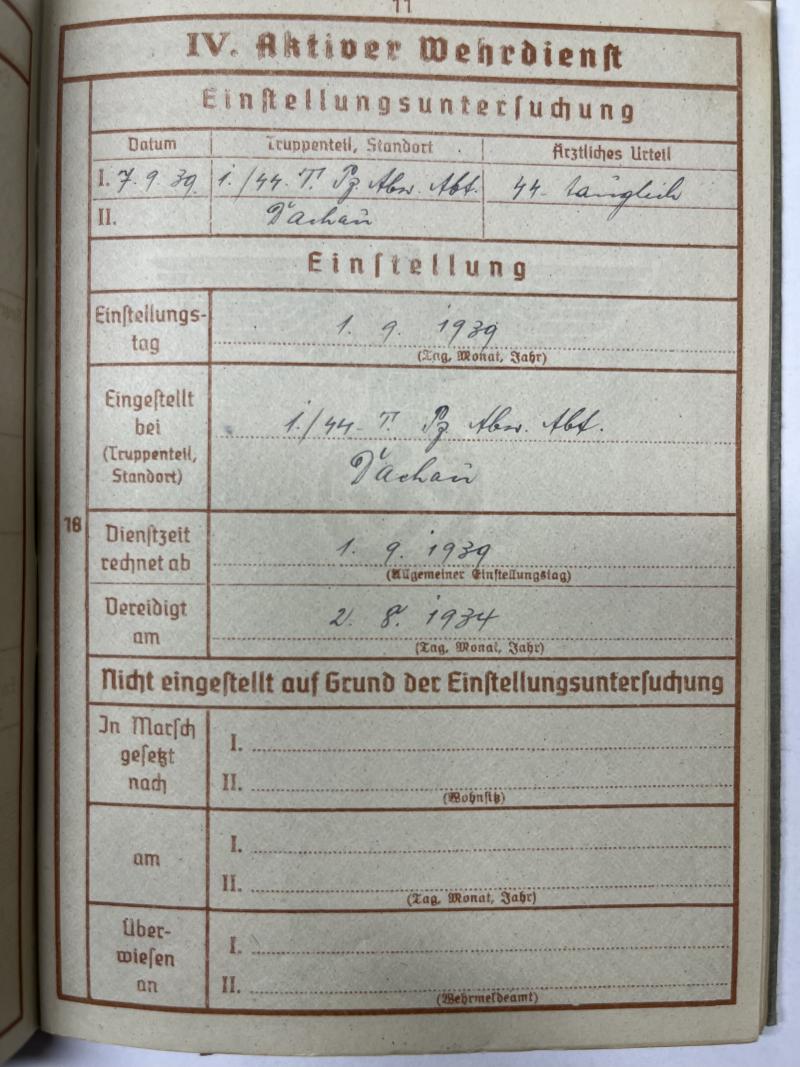 11
IV. Aktiver Wehrdienst
Einstellungsuntersuchung
Datum Truppenteil, Standort Ärztliches Urteil
I. 7. 9. 39 1./44. T. Pz. Abw. Abt. 44- tauglich
II. Dachau
Einstellung
Einstellungs-
tag
1. 9. 1939
(Tag, Monat, Jahr)
Eingestellt
bei
(Truppenteil,
Standort)
1./44- T. Pz Abw. Abt.
Dachau
18
Dienstzeit
rechnet ab
1. 9. 1939
(Allgemeiner Einstellungstag)
Vereidigt
am
2. 8. 1934
(Tag, Monat, Jahr)
Nicht eingestellt auf Grund der Einstellungsuntersuchung
In Marsch
gesetzt
nach
I.
II.
(Wohnsitz)
am
I.
II.
(Tag, Monat, Jahr)
Über-
wiesen
an
I.
II.
(Wehrmeldeamt)